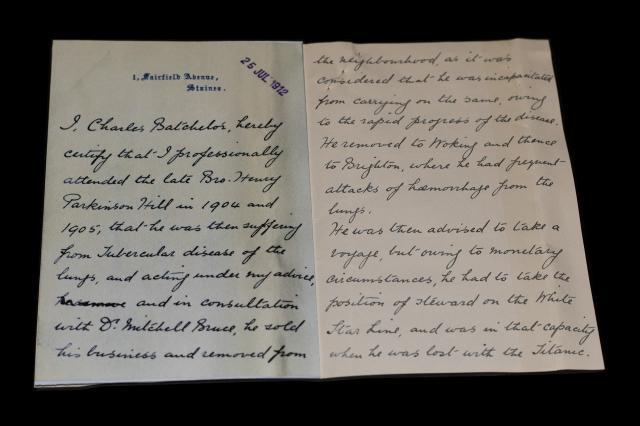 1, Fairfield Avenue,
Staines.
25 JUL 1912
I, Charles Batchelor, hereby
certify that I professionally
attended the late Bro. Henry
Parkinson Hill in 1904 and
1905, that he was then suffering
from Tubercular disease of the
lungs, and acting under my advice,
and in consultation
with Dr Mitchell Bruce, he sold
his business and removed from
the neighbourhood, as it was
considered that he was incapacitated
from carrying on the same, owing
to the rapid progress of the disease.
He removed to Woking and thence
to Brighton, where he had frequent
attacks of hæmorrhage from the
lungs.
He was then advised to take a
voyage, but owing to monetary
circumstances, he had to take the
position of steward on the White
Star Line, and was in that capacity
when he was lost with the Titanic.